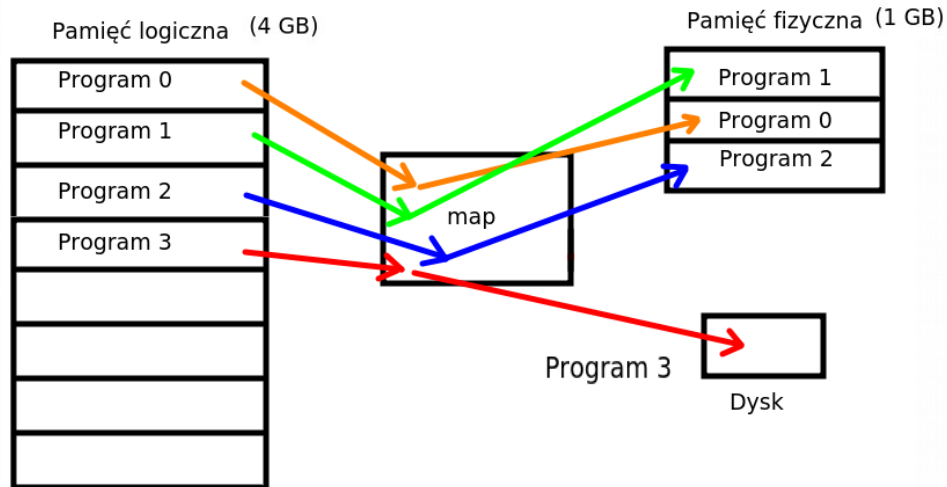 Pamięć logiczna (4 GB)
Program 0
Program 1
Program 2
Program 3
map
Pamięć fizyczna (1 GB)
Program 1
Program 0
Program 2
Program 3
Dysk